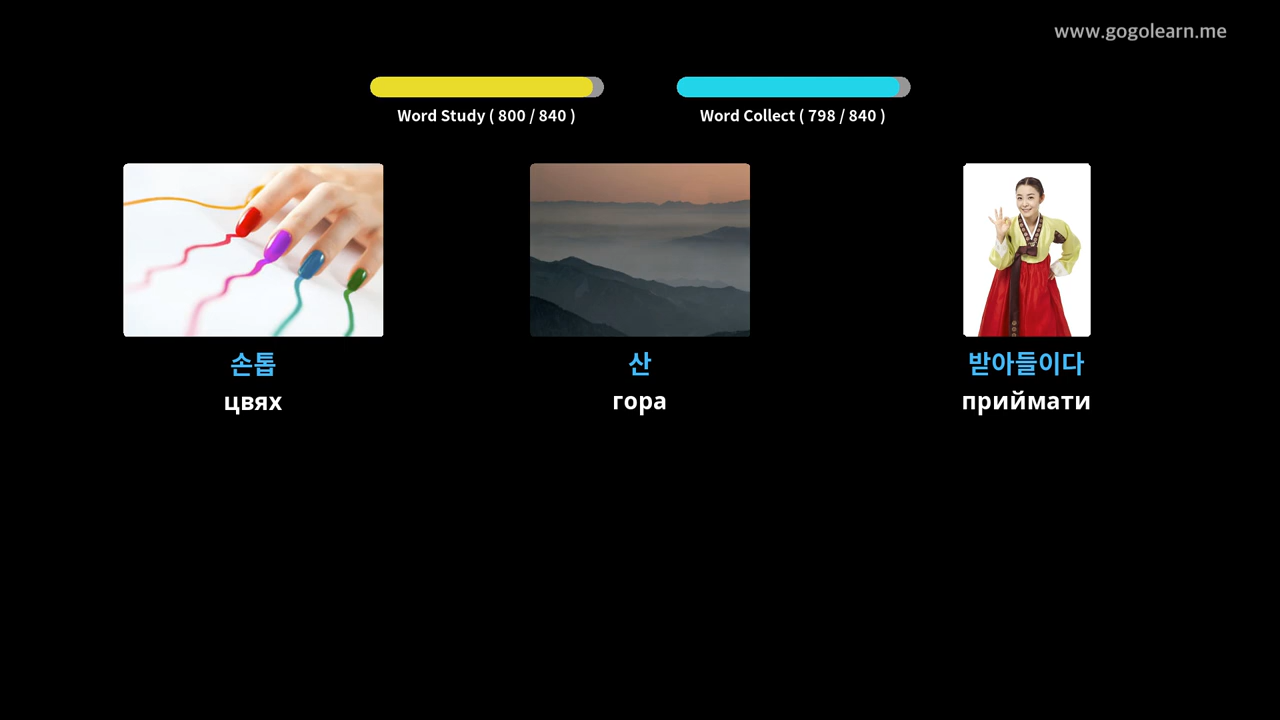 www.gogolearn.me
Word Study ( 800 / 840 )
Word Collect ( 798 / 840 )
손톱
산
받아들이다
цвях
гора
приймати